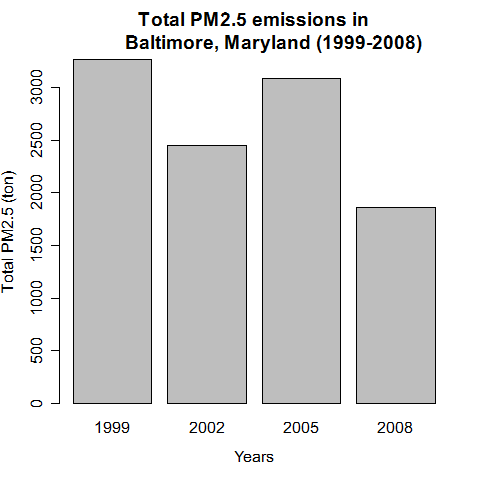 Total PM2.5 emissions in
Baltimore, Maryland (1999-2008)
Total PM2.5 (ton)
3000
2500
2000
1500
1000
500
0
1999 2002 2005 2008
Years